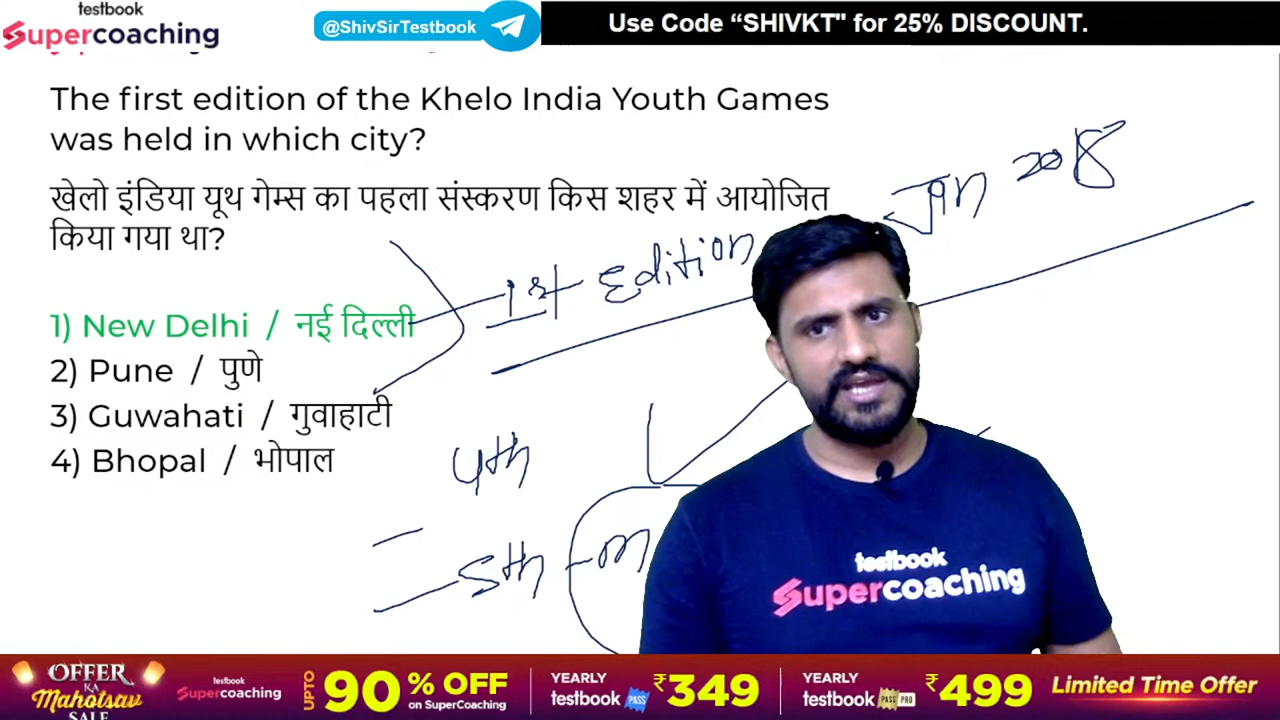 testbook
Supercoaching
@ShivSirTestbook
Use Code “SHIVKT" for 25% DISCOUNT.
The first edition of the Khelo India Youth Games
was held in which city?
खेलो इंडिया यूथ गेम्स का पहला संस्करण किस शहर में आयोजित
किया गया था?
1) New Delhi / नई दिल्ली
2) Pune / पुणे
3) Guwahati / गुवाहाटी
4) Bhopal / भोपाल
1st Edition
Jan 2018
4th
5th - m
testbook
Supercoaching
OFFER
KA
Mahotsav
SALE
testbook
Supercoaching
UPTO 90% OFF
on SuperCoaching
YEARLY
testbook PASS
₹349
YEARLY
testbook PASS PRO
₹499
Limited Time Offer